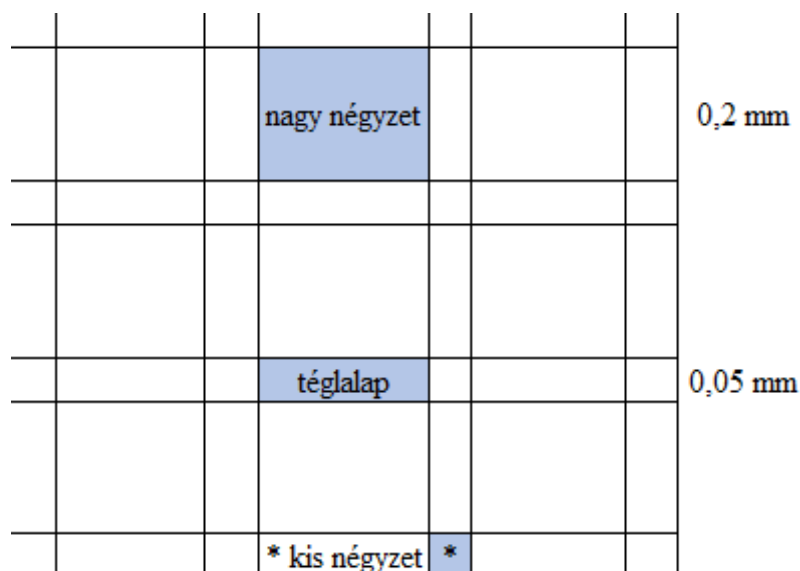 nagy négyzet
0,2 mm
téglalap
0,05 mm
* kis négyzet *